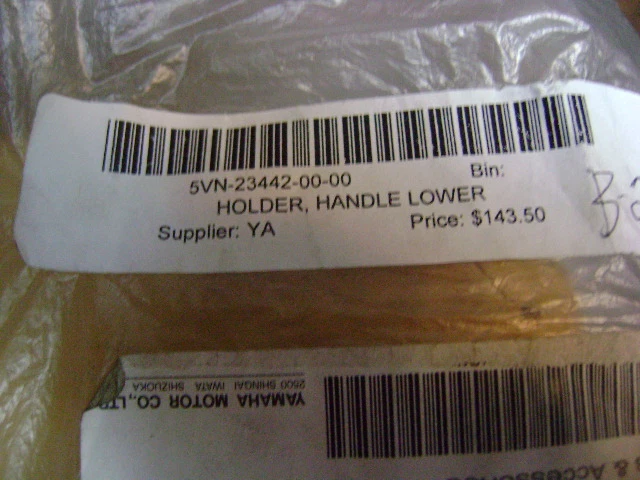 5VN-23442-00-00 Bin:
HOLDER, HANDLE LOWER
Supplier: YA Price: $143.50
B-
YAMAHA MOTOR CO.,LTD
2500 SHINGAI IWATA SHIZUOKA
& Accessories